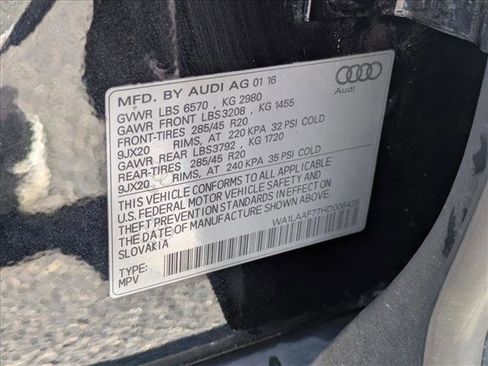 MFD. BY AUDI AG 01 16
GVWR LBS 6570 , KG 2980
GAWR FRONT LBS3208 , KG 1455
FRONT-TIRES 285/45 R20
9JX20 RIMS, AT 220 KPA 32 PSI COLD
GAWR REAR LBS3792 , KG 1720
REAR-TIRES 285/45 R20
9JX20 RIMS, AT 240 KPA 35 PSI COLD
THIS VEHICLE CONFORMS TO ALL APPLICABLE
U.S. FEDERAL MOTOR VEHICLE SAFETY AND
THEFT PREVENTION STANDARDS IN EFFECT ON
THE DATE OF MANUFACTURE SHOWN ABOVE.
SLOVAKIA
TYPE:
MPV
Audi